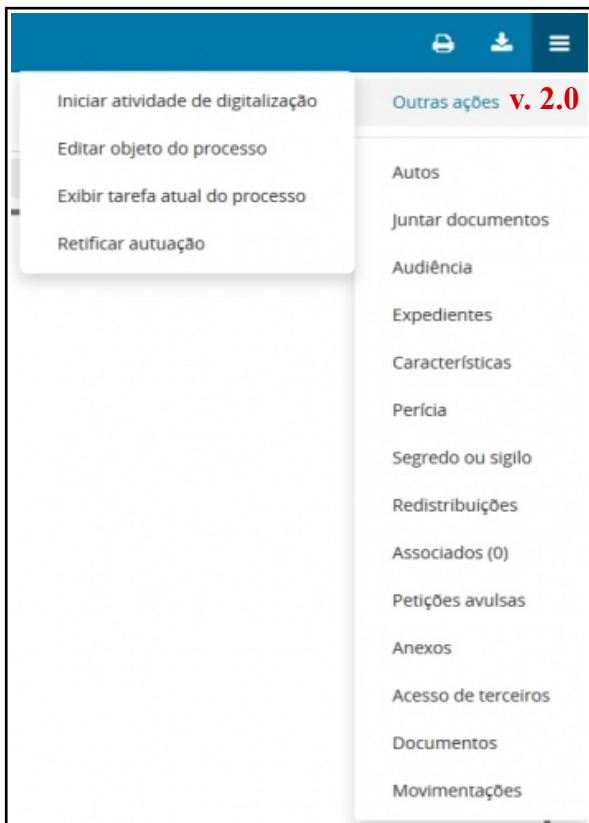 Iniciar atividade de digitalização
Editar objeto do processo
Exibir tarefa atual do processo
Retificar autuação
Outras ações v. 2.0
Autos
Juntar documentos
Audiência
Expedientes
Características
Perícia
Segredo ou sigilo
Redistribuições
Associados (0)
Petições avulsas
Anexos
Acesso de terceiros
Documentos
Movimentações